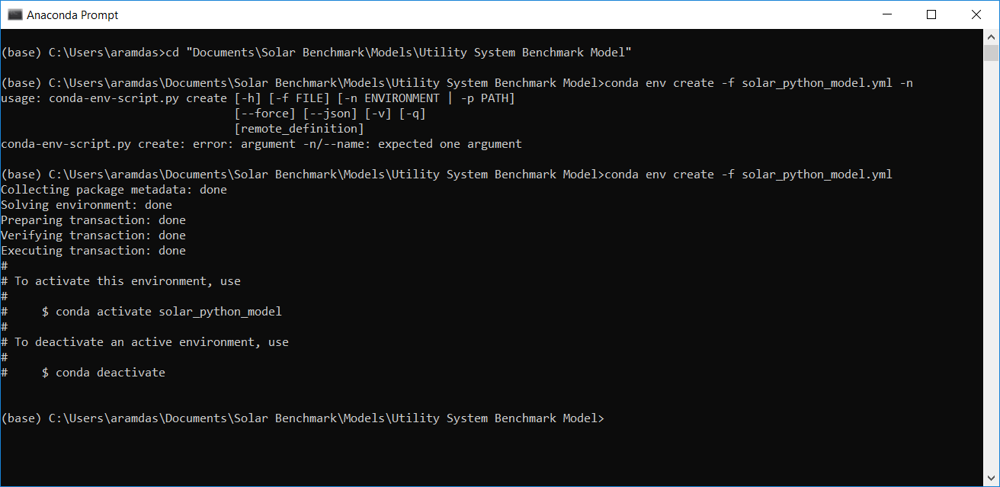 Anaconda Prompt
(base) C:\Users\aramdas>cd "Documents\Solar Benchmark\Models\Utility System Benchmark Model"
(base) C:\Users\aramdas\Documents\Solar Benchmark\Models\Utility System Benchmark Model>conda env create -f solar_python_model.yml -n
usage: conda-env-script.py create [-h] [-f FILE] [-n ENVIRONMENT | -p PATH]
[--force] [--json] [-v] [-q]
[remote_definition]
conda-env-script.py create: error: argument -n/--name: expected one argument
(base) C:\Users\aramdas\Documents\Solar Benchmark\Models\Utility System Benchmark Model>conda env create -f solar_python_model.yml
Collecting package metadata: done
Solving environment: done
Preparing transaction: done
Verifying transaction: done
Executing transaction: done
#
# To activate this environment, use
#
#     $ conda activate solar_python_model
#
# To deactivate an active environment, use
#
#     $ conda deactivate
(base) C:\Users\aramdas\Documents\Solar Benchmark\Models\Utility System Benchmark Model>